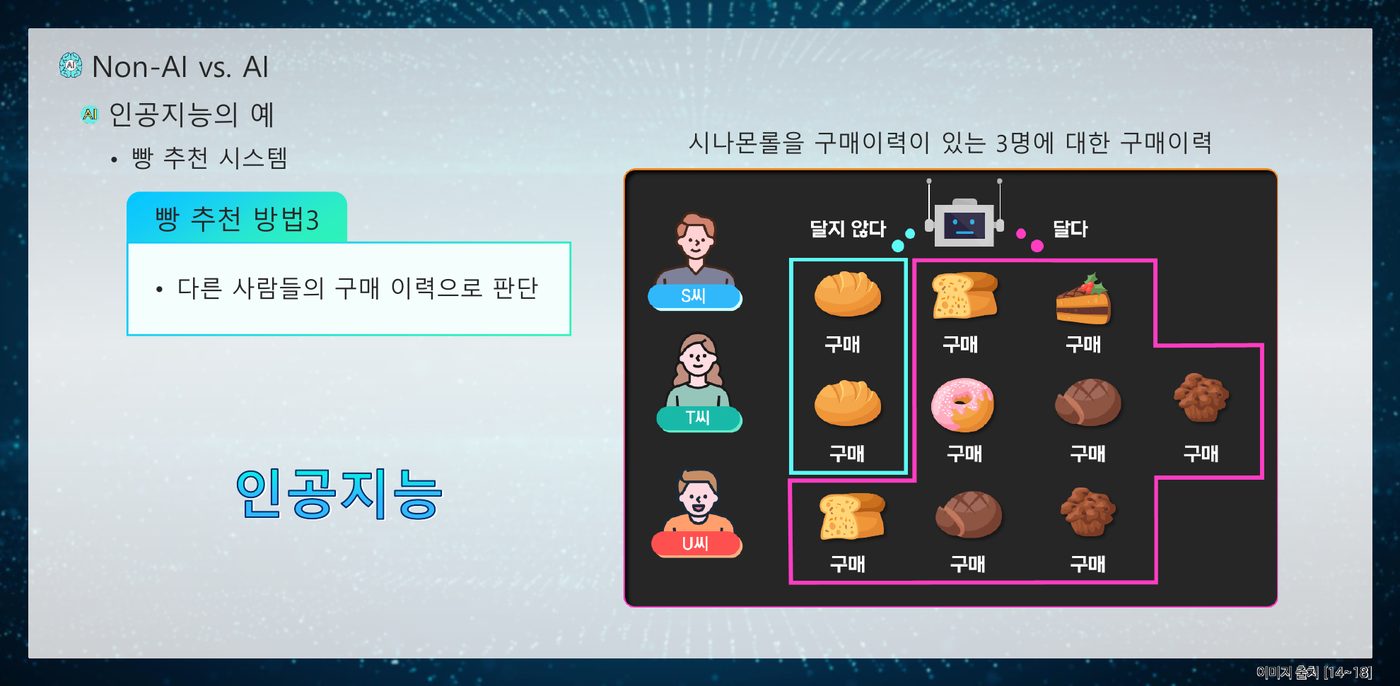 Non-AI vs. AI
AI 인공지능의 예
• 빵 추천 시스템
빵 추천 방법3
• 다른 사람들의 구매 이력으로 판단
인공지능
시나몬롤을 구매이력이 있는 3명에 대한 구매이력
달지 않다 달다
S씨
구매 구매 구매
T씨
구매 구매 구매 구매
U씨
구매 구매 구매
이미지 출처 [14~18]